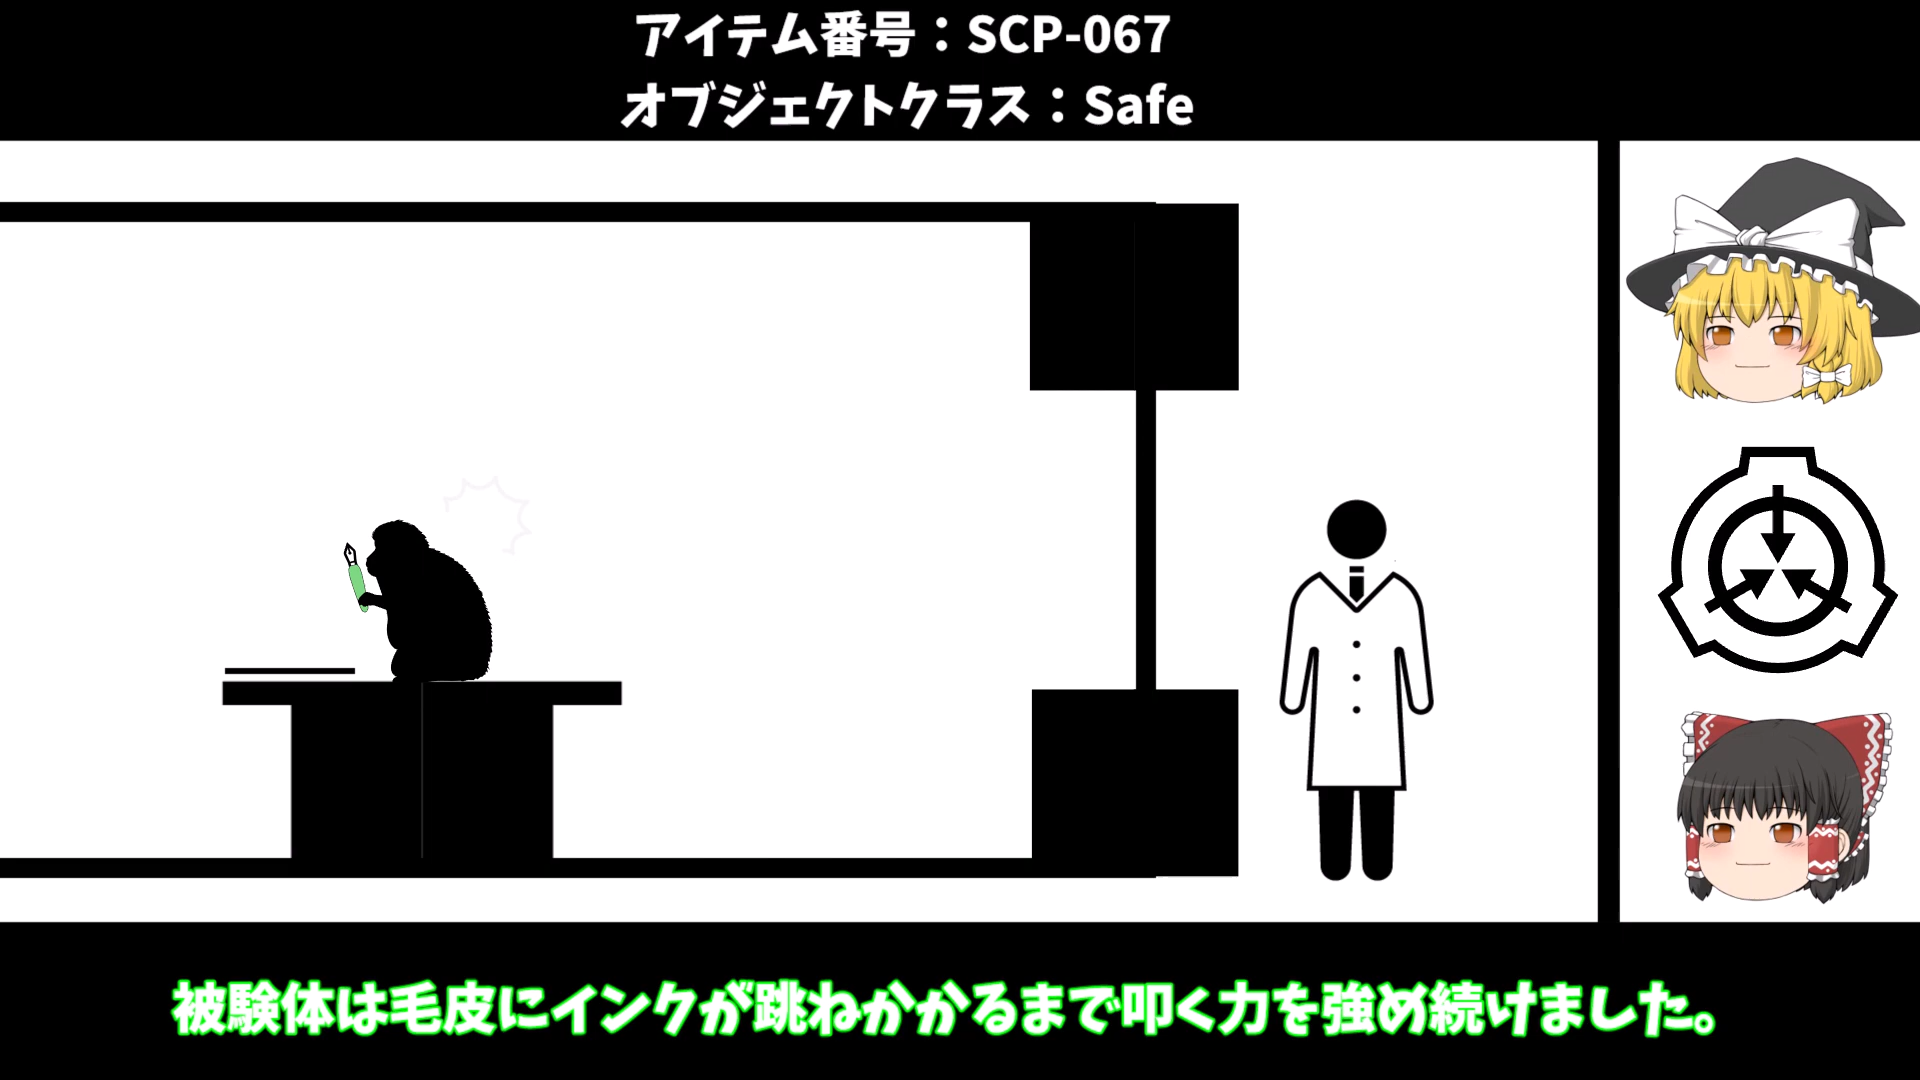 アイテム番号：SCP-067
オブジェクトクラス：Safe
被験体は毛皮にインクが跳ねかかるまで叩く力を強め続けました。